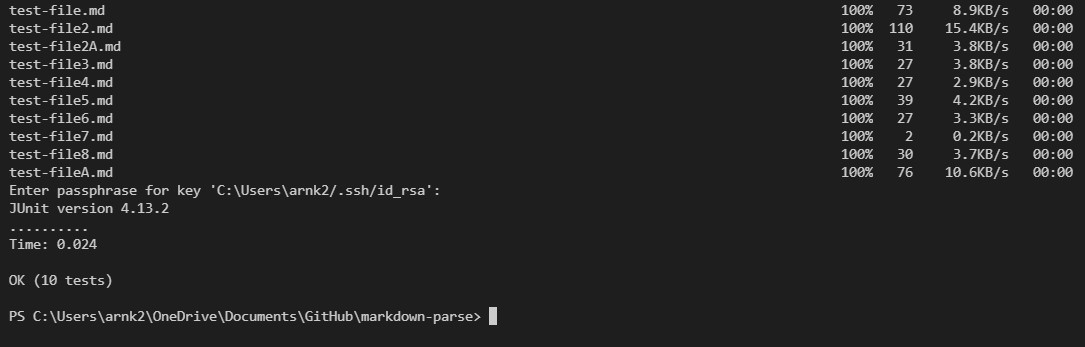 test-file.md 100% 73 8.9KB/s 00:00
test-file2.md 100% 110 15.4KB/s 00:00
test-file2A.md 100% 31 3.8KB/s 00:00
test-file3.md 100% 27 3.8KB/s 00:00
test-file4.md 100% 27 2.9KB/s 00:00
test-file5.md 100% 39 4.2KB/s 00:00
test-file6.md 100% 27 3.3KB/s 00:00
test-file7.md 100% 2 0.2KB/s 00:00
test-file8.md 100% 30 3.7KB/s 00:00
test-fileA.md 100% 76 10.6KB/s 00:00
Enter passphrase for key 'C:\Users\arnk2/.ssh/id_rsa':
JUnit version 4.13.2
..........
Time: 0.024
OK (10 tests)
PS C:\Users\arnk2\OneDrive\Documents\GitHub\markdown-parse>